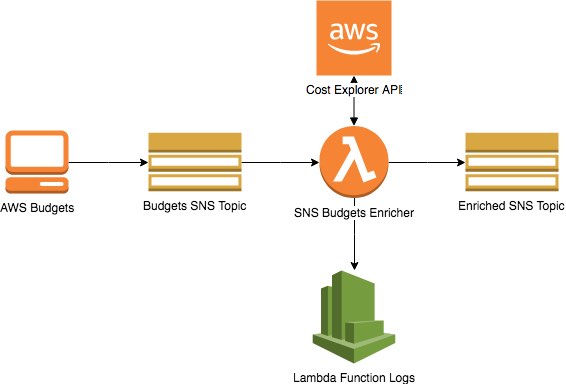 aws
Cost Explorer API
AWS Budgets
Budgets SNS Topic
SNS Budgets Enricher
Enriched SNS Topic
Lambda Function Logs